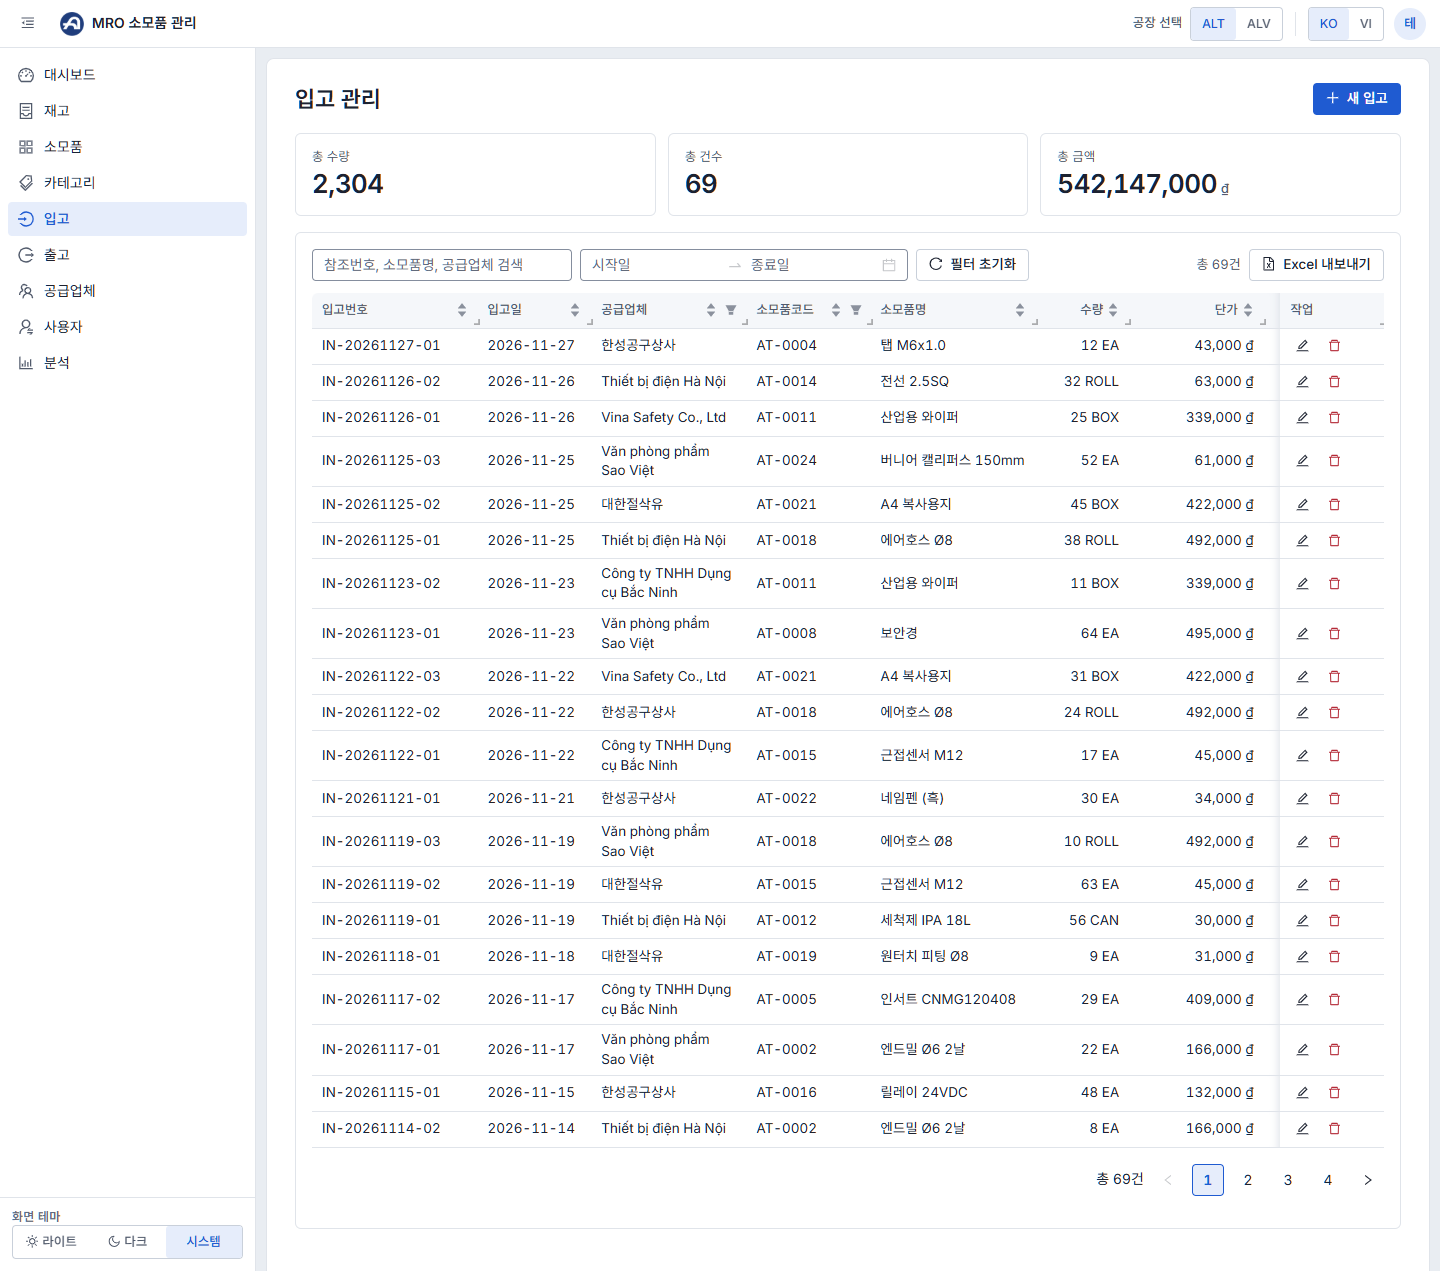 MRO 소모품 관리
공장 선택 ALT ALV KO VI 테
대시보드
재고
소모품
카테고리
입고
출고
공급업체
사용자
분석
화면 테마
라이트 다크 시스템
입고 관리
새 입고
총 수량
2,304
총 건수
69
총 금액
542,147,000 ₫
참조번호, 소모품명, 공급업체 검색 시작일 종료일 필터 초기화 총 69건 Excel 내보내기
입고번호 입고일 공급업체 소모품코드 소모품명 수량 단가 작업
IN-20261127-01 2026-11-27 한성공구상사 AT-0004 탭 M6x1.0 12 EA 43,000 ₫
IN-20261126-02 2026-11-26 Thiết bị điện Hà Nội AT-0014 전선 2.5SQ 32 ROLL 63,000 ₫
IN-20261126-01 2026-11-26 Vina Safety Co., Ltd AT-0011 산업용 와이퍼 25 BOX 339,000 ₫
IN-20261125-03 2026-11-25 Văn phòng phẩm Sao Việt AT-0024 버니어 캘리퍼스 150mm 52 EA 61,000 ₫
IN-20261125-02 2026-11-25 대한절삭유 AT-0021 A4 복사용지 45 BOX 422,000 ₫
IN-20261125-01 2026-11-25 Thiết bị điện Hà Nội AT-0018 에어호스 Ø8 38 ROLL 492,000 ₫
IN-20261123-02 2026-11-23 Công ty TNHH Dụng cụ Bắc Ninh AT-0011 산업용 와이퍼 11 BOX 339,000 ₫
IN-20261123-01 2026-11-23 Văn phòng phẩm Sao Việt AT-0008 보안경 64 EA 495,000 ₫
IN-20261122-03 2026-11-22 Vina Safety Co., Ltd AT-0021 A4 복사용지 31 BOX 422,000 ₫
IN-20261122-02 2026-11-22 한성공구상사 AT-0018 에어호스 Ø8 24 ROLL 492,000 ₫
IN-20261122-01 2026-11-22 Công ty TNHH Dụng cụ Bắc Ninh AT-0015 근접센서 M12 17 EA 45,000 ₫
IN-20261121-01 2026-11-21 한성공구상사 AT-0022 네임펜 (흑) 30 EA 34,000 ₫
IN-20261119-03 2026-11-19 Văn phòng phẩm Sao Việt AT-0018 에어호스 Ø8 10 ROLL 492,000 ₫
IN-20261119-02 2026-11-19 대한절삭유 AT-0015 근접센서 M12 63 EA 45,000 ₫
IN-20261119-01 2026-11-19 Thiết bị điện Hà Nội AT-0012 세척제 IPA 18L 56 CAN 30,000 ₫
IN-20261118-01 2026-11-18 대한절삭유 AT-0019 원터치 피팅 Ø8 9 EA 31,000 ₫
IN-20261117-02 2026-11-17 Công ty TNHH Dụng cụ Bắc Ninh AT-0005 인서트 CNMG120408 29 EA 409,000 ₫
IN-20261117-01 2026-11-17 Văn phòng phẩm Sao Việt AT-0002 엔드밀 Ø6 2날 22 EA 166,000 ₫
IN-20261115-01 2026-11-15 한성공구상사 AT-0016 릴레이 24VDC 48 EA 132,000 ₫
IN-20261114-02 2026-11-14 Thiết bị điện Hà Nội AT-0002 엔드밀 Ø6 2날 8 EA 166,000 ₫
총 69건 1 2 3 4